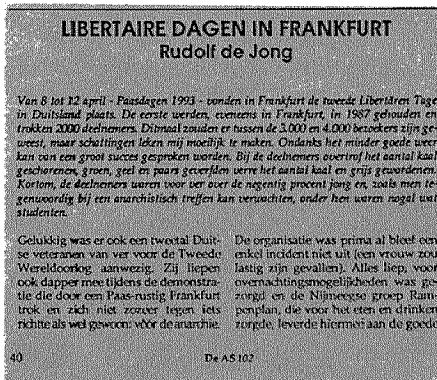 LIBERTAIRE DAGEN IN FRANKFURT
Rudolf de Jong
Van 8 tot 12 april - Paasdagen 1993 - vonden in Frankfurt de tweede Libertären Tage
in Duitsland plaats. De eerste werden, eveneens in Frankfurt, in 1987 gehouden en
trokken 2000 deelnemers. Ditmaal zouden er tussen de 3.000 en 4.000 bezoekers zijn ge-
weest, maar schattingen leken mij moeilijk te maken. Ondanks het minder goede weer
kan van een groot succes gesproken worden. Bij de deelnemers overtrof het aantal kaal
geschorenen, groen, geel en paars geverfden verre het aantal kaal en grijs gewordenen.
Kortom, de deelnemers waren voor ver over de negentig procent jong en, zoals men te-
genwoordig bij een anarchistisch treffen kan verwachten, onder hen waren nogal wat
studenten.
Gelukkig was er ook een tweetal Duit-
se veteranen van ver voor de Tweede
Wereldoorlog aanwezig. Zij liepen
ook dapper mee tijdens de demonstra-
tie die door een Paas-rustig Frankfurt
trok en zich niet zozeer tegen iets
richtte als wel gewoon: vóór de anarchie.
De organisatie was prima al bleef een
enkel incident niet uit (een vrouw zou
lastig zijn gevallen). Alles liep, voor
overnachtingsmogelijkheden was ge-
zorgd en de Nijmeegse groep Ram-
penplan, die voor het eten en drinken
zorgde, leverde hiermee aan de goede
40
De AS 102